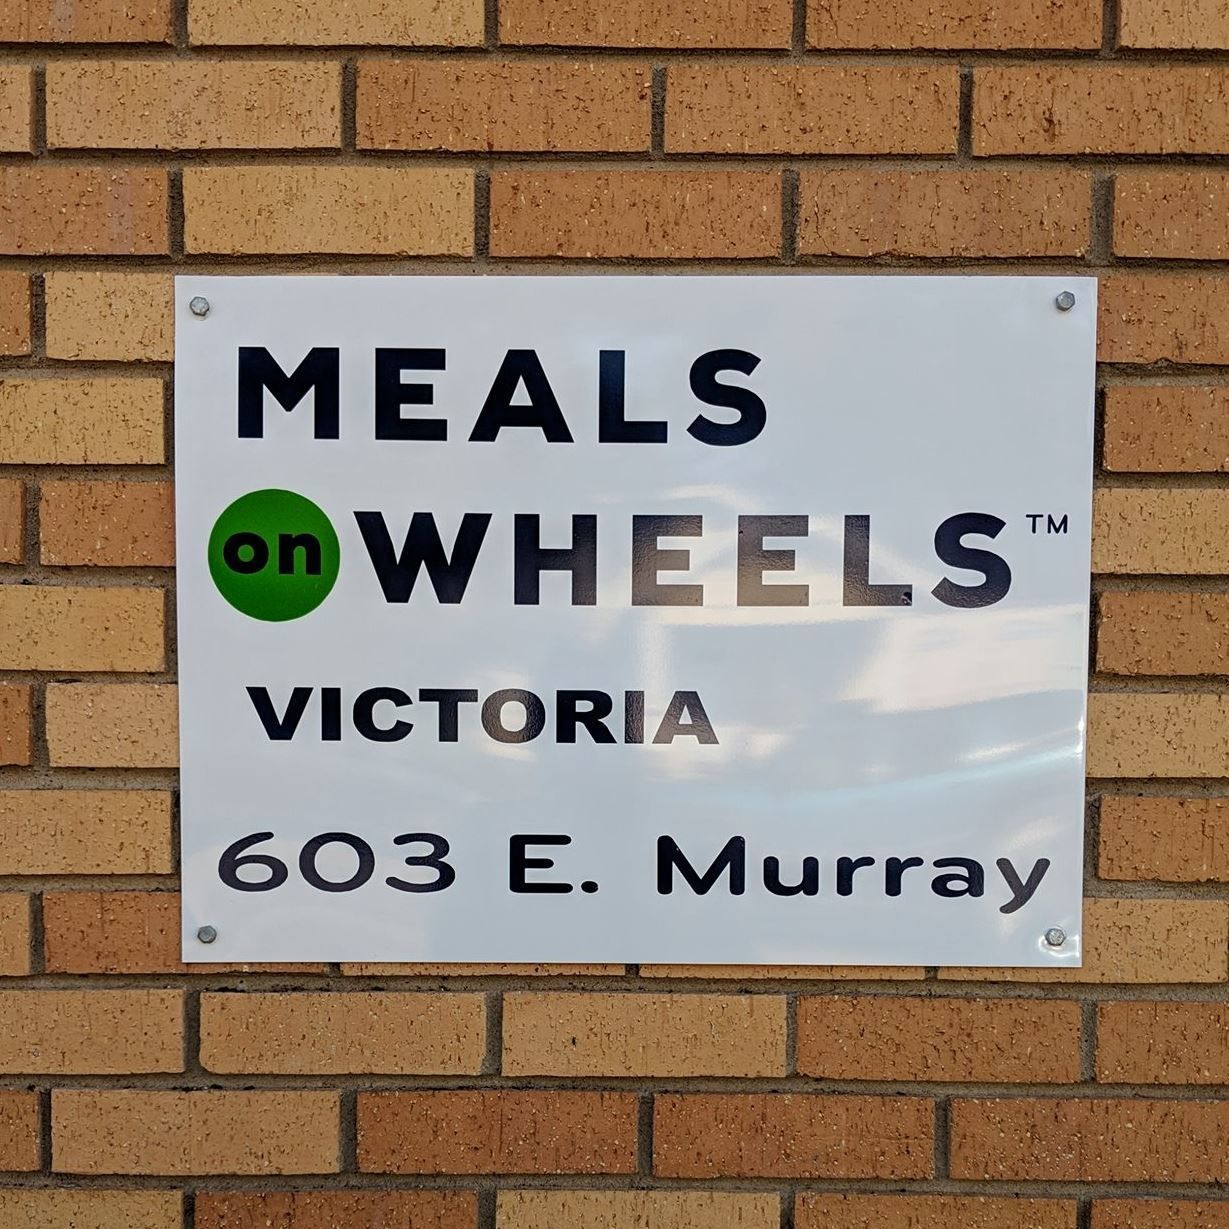 MEALS
on WHEELS™
VICTORIA
603 E. Murray